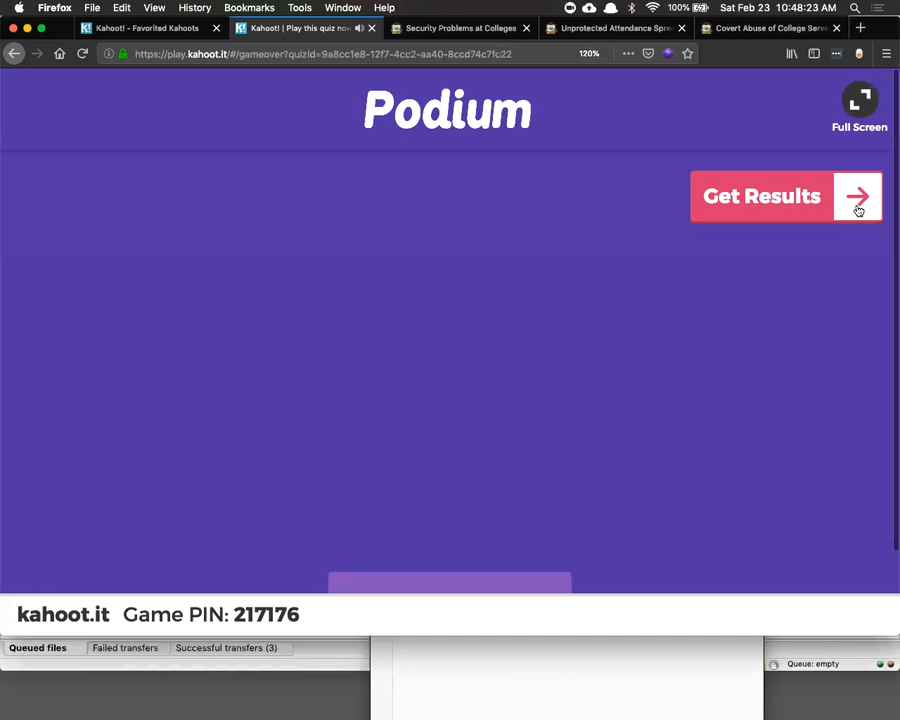 Firefox File Edit View History Bookmarks Tools Window Help 100% Sat Feb 23 10:48:23 AM
Kahoot! - Favorited Kahoots Kahoot! | Play this quiz now Security Problems at Colleges Unprotected Attendance Spre Covert Abuse of College Serve
https://play.kahoot.it/#/gameover?quizId=9a8cc1e8-12f7-4cc2-aa40-8ccd74c7fc22 120%
Podium
Full Screen
Get Results
kahoot.it Game PIN: 217176
Queued files Failed transfers Successful transfers (3) Queue: empty